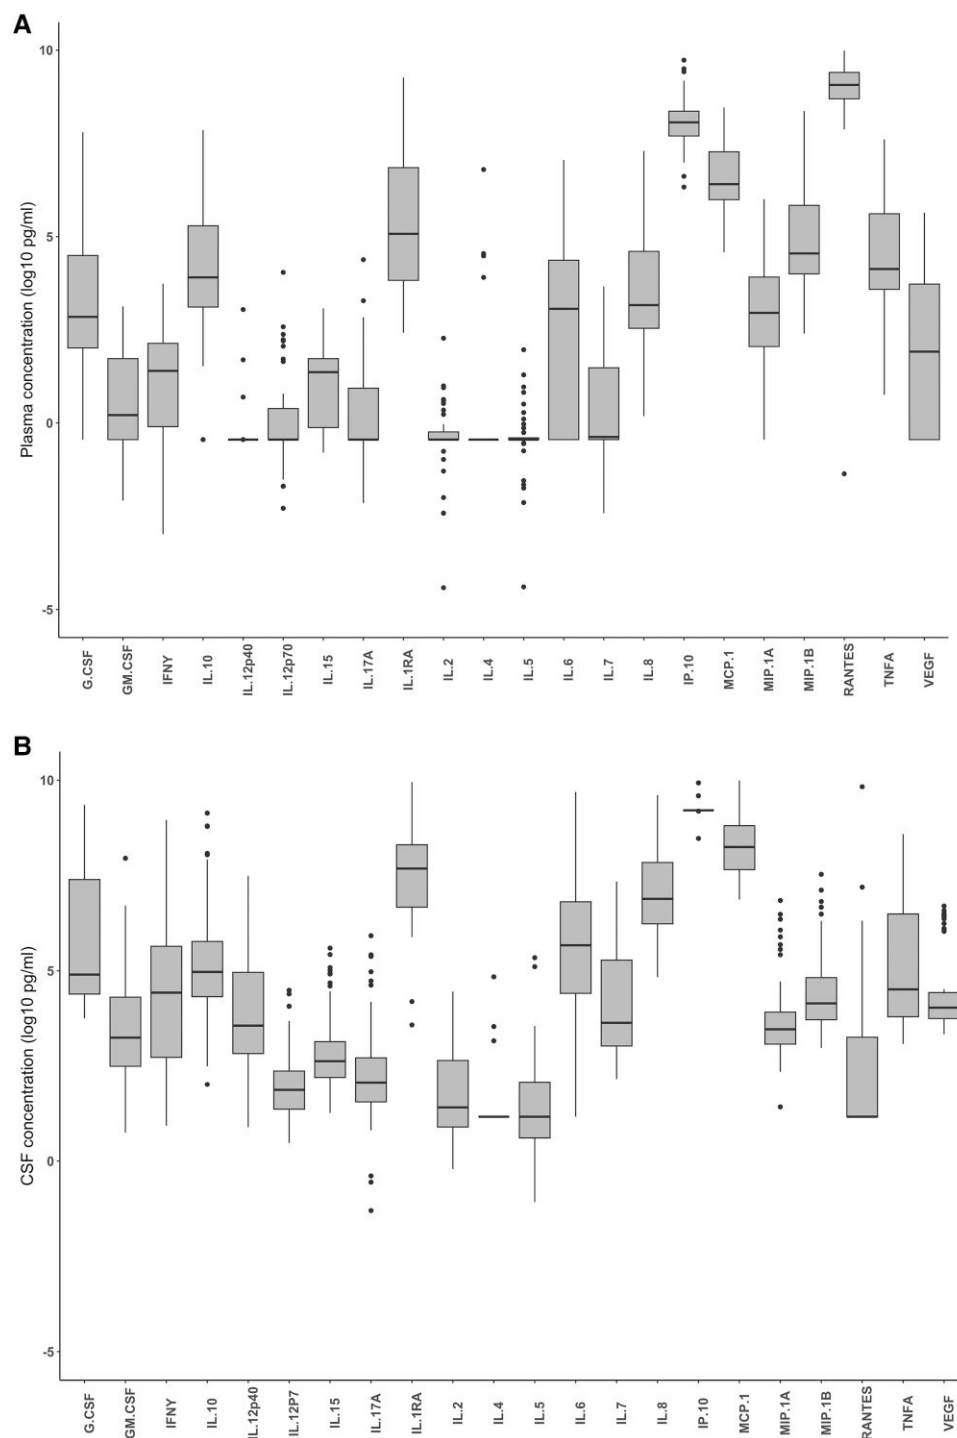 A
Plasma concentration (log10 pg/ml)
10
5
0
-5
G.CSF
GM.CSF
IFNY
IL.10
IL.12p40
IL.12p70
IL.15
IL.17A
IL.1RA
IL.2
IL.4
IL.5
IL.6
IL.7
IL.8
IP.10
MCP.1
MIP.1A
MIP.1B
RANTES
TNFA
VEGF
B
CSF concentration (log10 pg/ml)
10
5
0
-5
G.CSF
GM.CSF
IFNY
IL.10
IL.12p40
IL.12P7
IL.15
IL.17A
IL.1RA
IL.2
IL.4
IL.5
IL.6
IL.7
IL.8
IP.10
MCP.1
MIP.1A
MIP.1B
RANTES
TNFA
VEGF